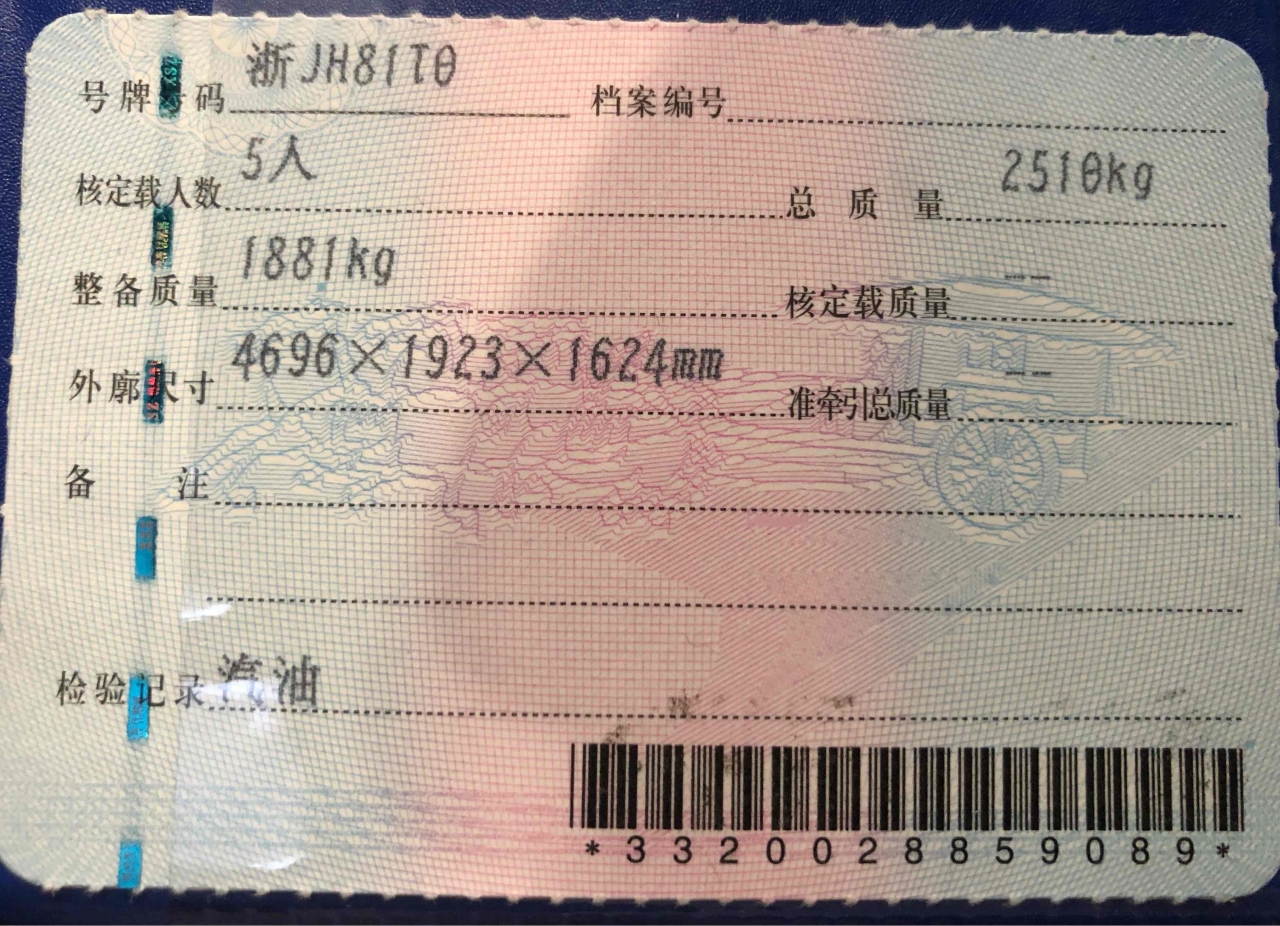 号牌号码 浙JH81T0 档案编号
核定载人数 5人 总质量 2510kg
整备质量 1881kg 核定载质量 --
外廓尺寸 4696×1923×1624mm 准牵引总质量 --
备注
检验记录 汽油
*3320028859089*